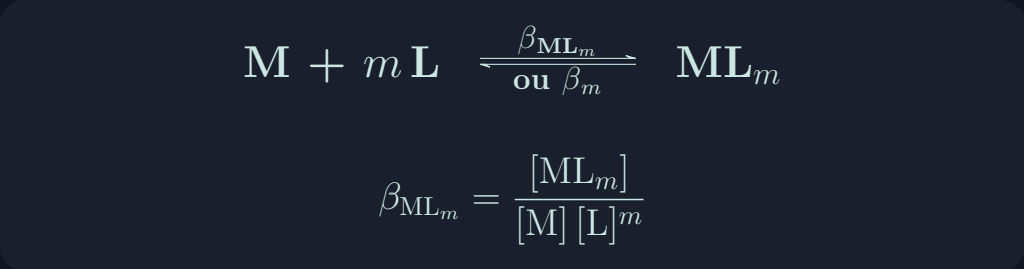 M + m L ⇌ ML_m
β_{ML_m}
ou β_m
β_{ML_m} = [ML_m] / [M] [L]^m